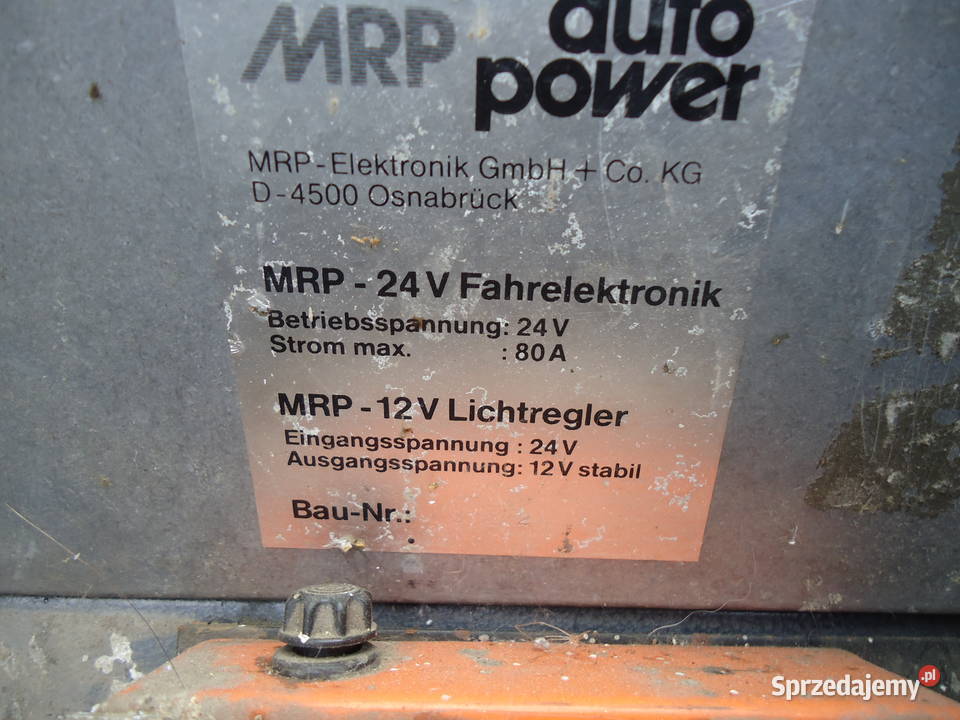 MRP auto
power
MRP-Elektronik GmbH + Co. KG
D-4500 Osnabrück
MRP - 24 V Fahrelektronik
Betriebsspannung: 24 V
Strom max. : 80 A
MRP - 12 V Lichtregler
Eingangsspannung : 24 V
Ausgangsspannung: 12 V stabil
Bau-Nr.:
Sprzedajemy.pl